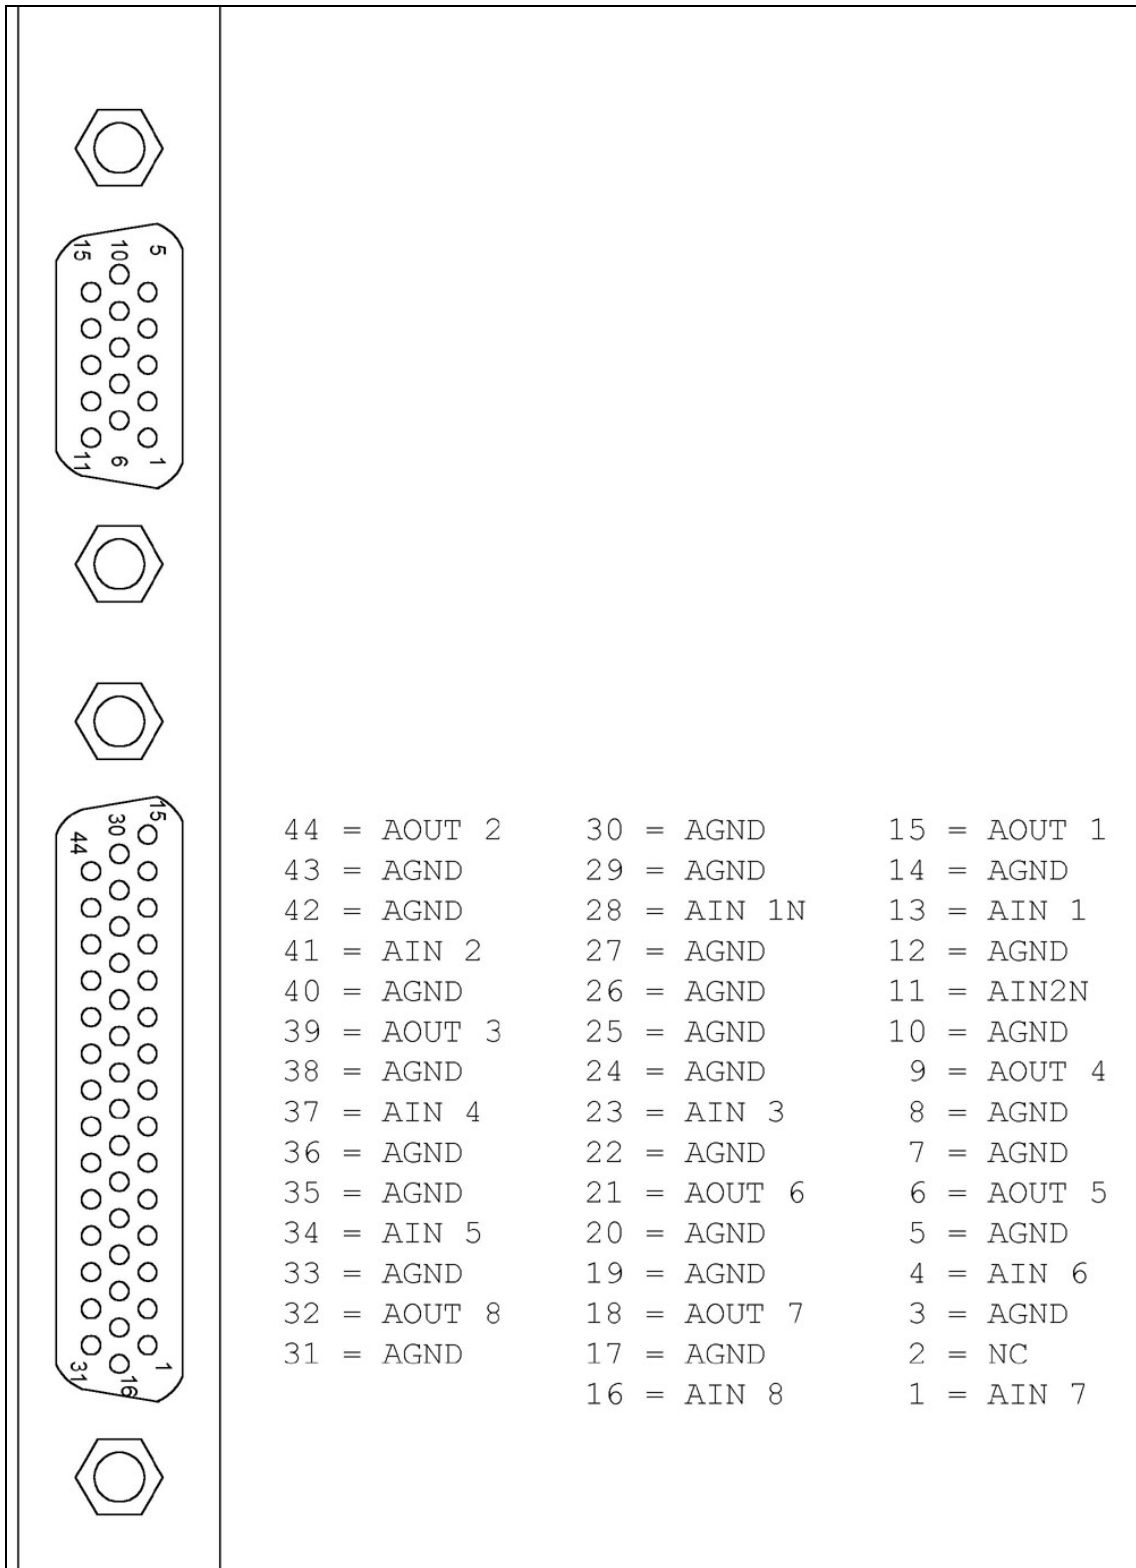 15 10 5
11 6 1
15
30
44
44 = AOUT 2 30 = AGND 15 = AOUT 1
43 = AGND 29 = AGND 14 = AGND
42 = AGND 28 = AIN 1N 13 = AIN 1
41 = AIN 2 27 = AGND 12 = AGND
40 = AGND 26 = AGND 11 = AIN2N
39 = AOUT 3 25 = AGND 10 = AGND
38 = AGND 24 = AGND 9 = AOUT 4
37 = AIN 4 23 = AIN 3 8 = AGND
36 = AGND 22 = AGND 7 = AGND
35 = AGND 21 = AOUT 6 6 = AOUT 5
34 = AIN 5 20 = AGND 5 = AGND
33 = AGND 19 = AGND 4 = AIN 6
32 = AOUT 8 18 = AOUT 7 3 = AGND
31 = AGND 17 = AGND 2 = NC
16 = AIN 8 1 = AIN 7
31 16 1